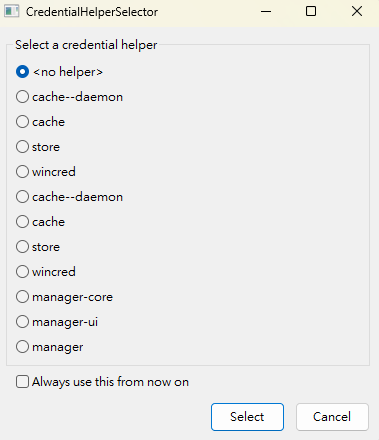 CredentialHelperSelector
Select a credential helper
<no helper>
cache--daemon
cache
store
wincred
cache--daemon
cache
store
wincred
manager-core
manager-ui
manager
Always use this from now on
Select
Cancel